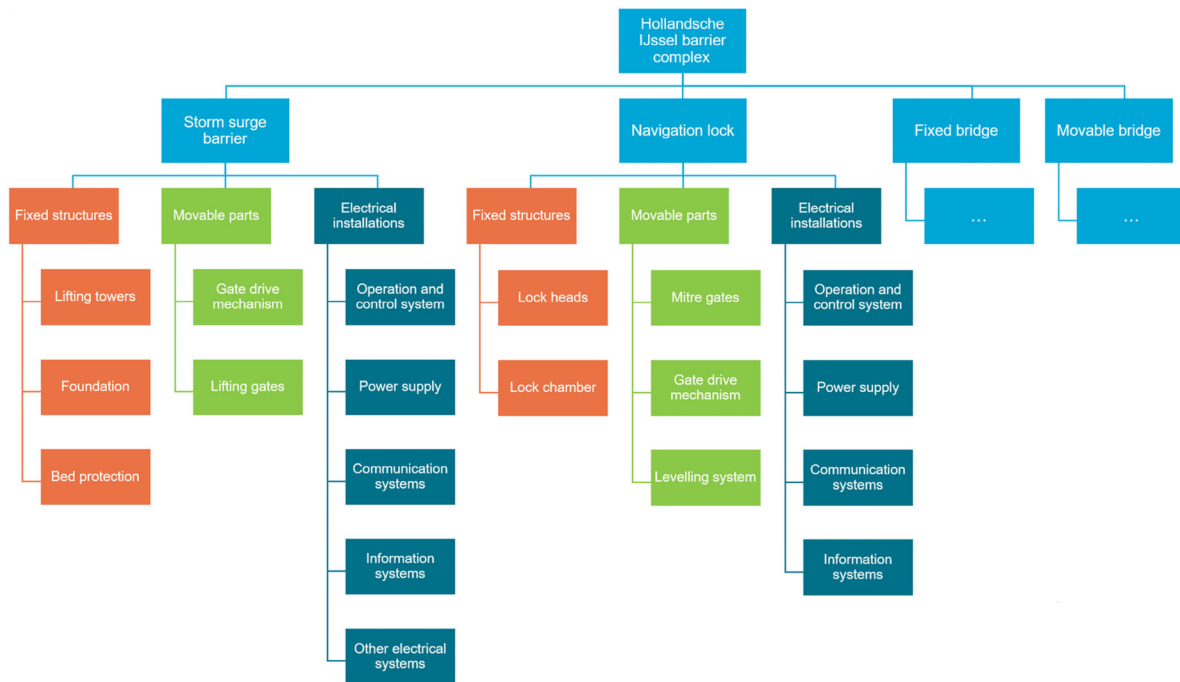 Hollandsche
IJssel barrier
complex
Storm surge
barrier
Navigation lock
Fixed bridge
Movable bridge
Fixed structures
Movable parts
Electrical
installations
Fixed structures
Movable parts
Electrical
installations
...
...
Lifting towers
Gate drive
mechanism
Operation and
control system
Lock heads
Mitre gates
Operation and
control system
Foundation
Lifting gates
Power supply
Lock chamber
Gate drive
mechanism
Power supply
Bed protection
Communication
systems
Levelling system
Communication
systems
Information
systems
Information
systems
Other electrical
systems